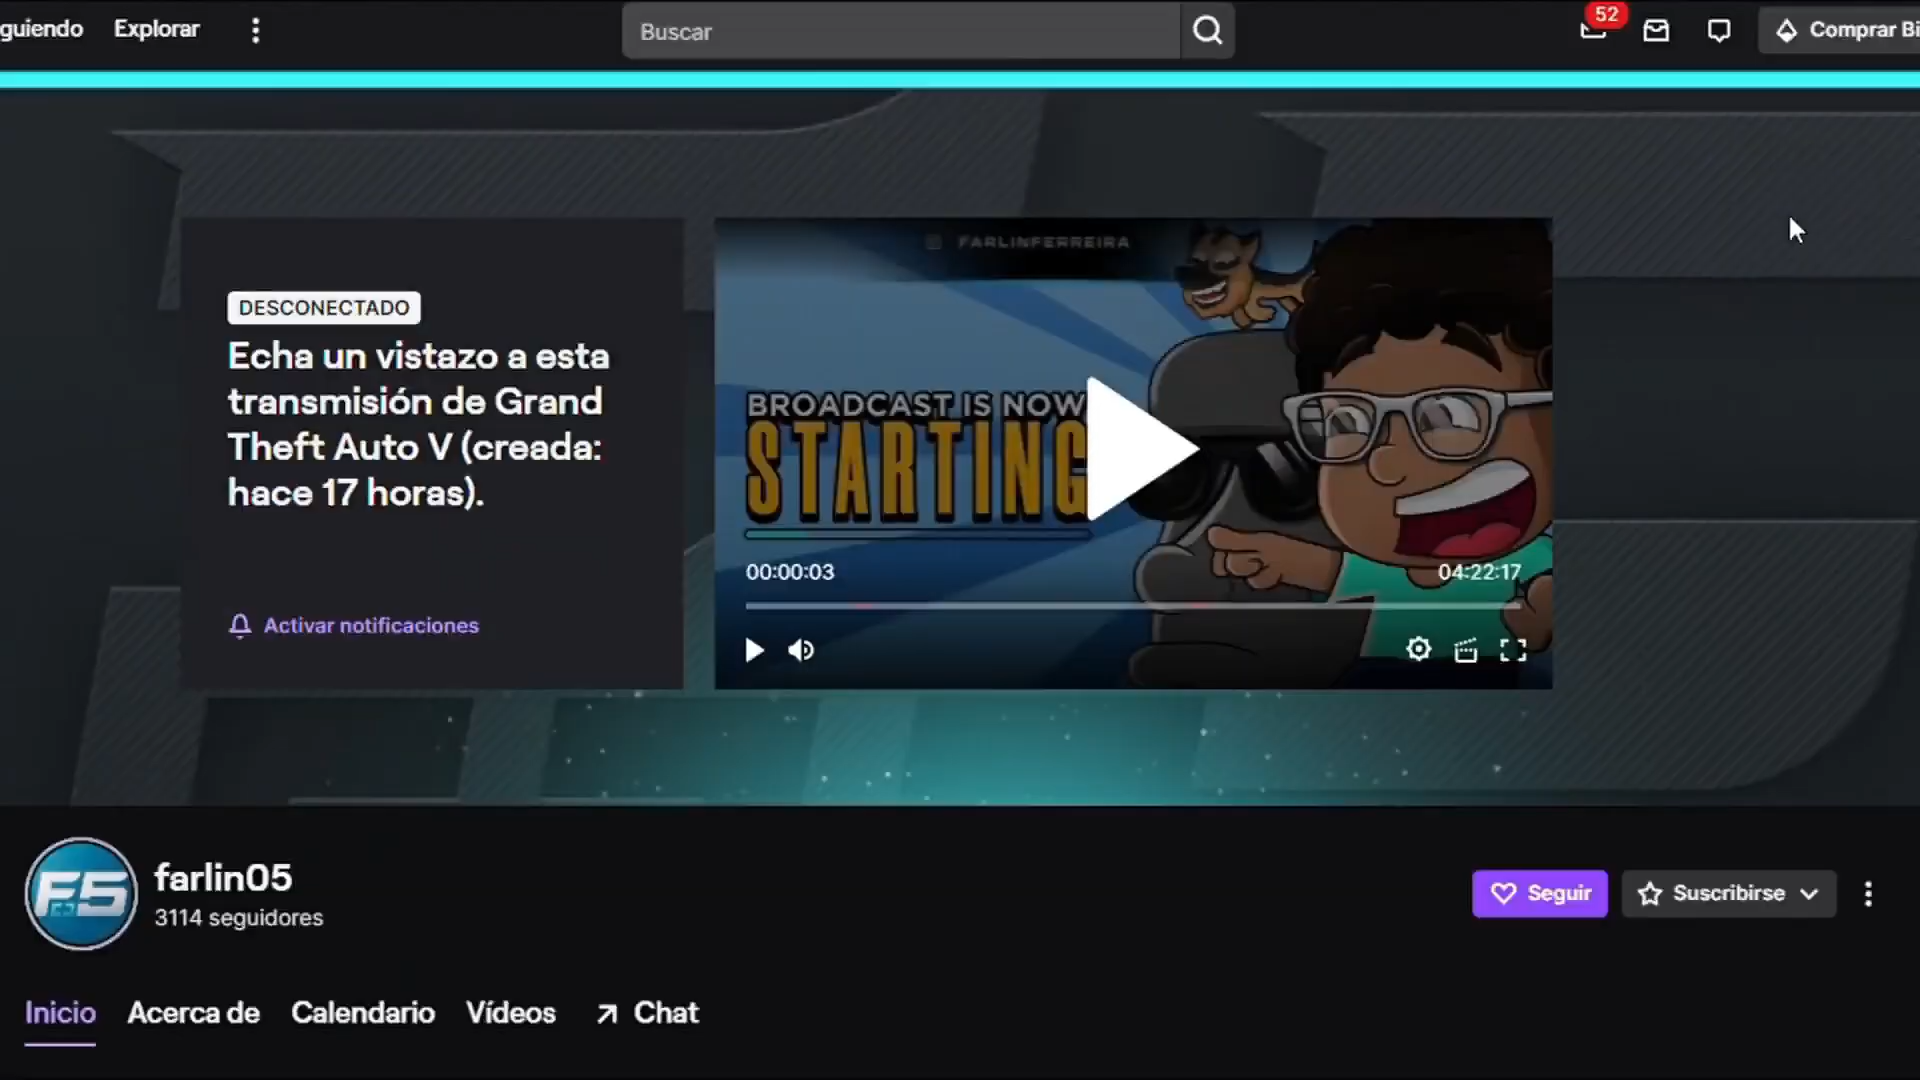 guiendo Explorar
Buscar
52
Comprar Bi
FARLINFERREIRA
DESCONECTADO
Echa un vistazo a esta
transmisión de Grand
Theft Auto V (creada:
hace 17 horas).
Activar notificaciones
BROADCAST IS NOW
STARTING
00:00:03 04:22:17
F5
farlin05
3114 seguidores
Seguir Suscribirse
Inicio Acerca de Calendario Vídeos Chat